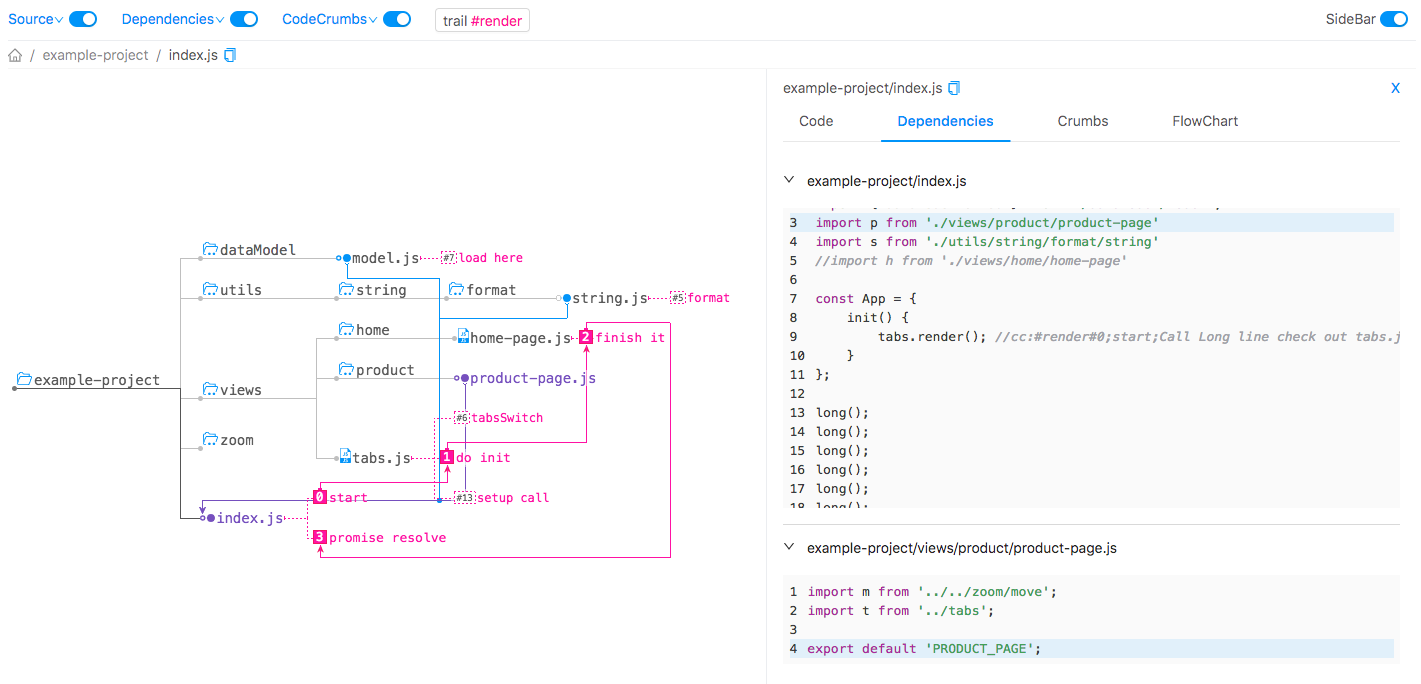 Source Dependencies CodeCrumbs trail #render SideBar
/ example-project / index.js
example-project/index.js X
Code Dependencies Crumbs FlowChart
example-project/index.js
3 import p from './views/product/product-page'
4 import s from './utils/string/format/string'
5 //import h from './views/home/home-page'
6
7 const App = {
8 init() {
9 tabs.render(); //cc:#render#0;start;Call Long line check out tabs.j
10 }
11 };
12
13 long();
14 long();
15 long();
16 long();
17 long();
18 long();
example-project/views/product/product-page.js
1 import m from '../../zoom/move';
2 import t from '../tabs';
3
4 export default 'PRODUCT_PAGE';
dataModel
model.js #7 load here
utils string format
string.js #5 format
home
home-page.js 2 finish it
product
product-page.js
example-project
views
#6 tabsSwitch
zoom
tabs.js 1 do init
0 start #13 setup call
index.js
3 promise resolve